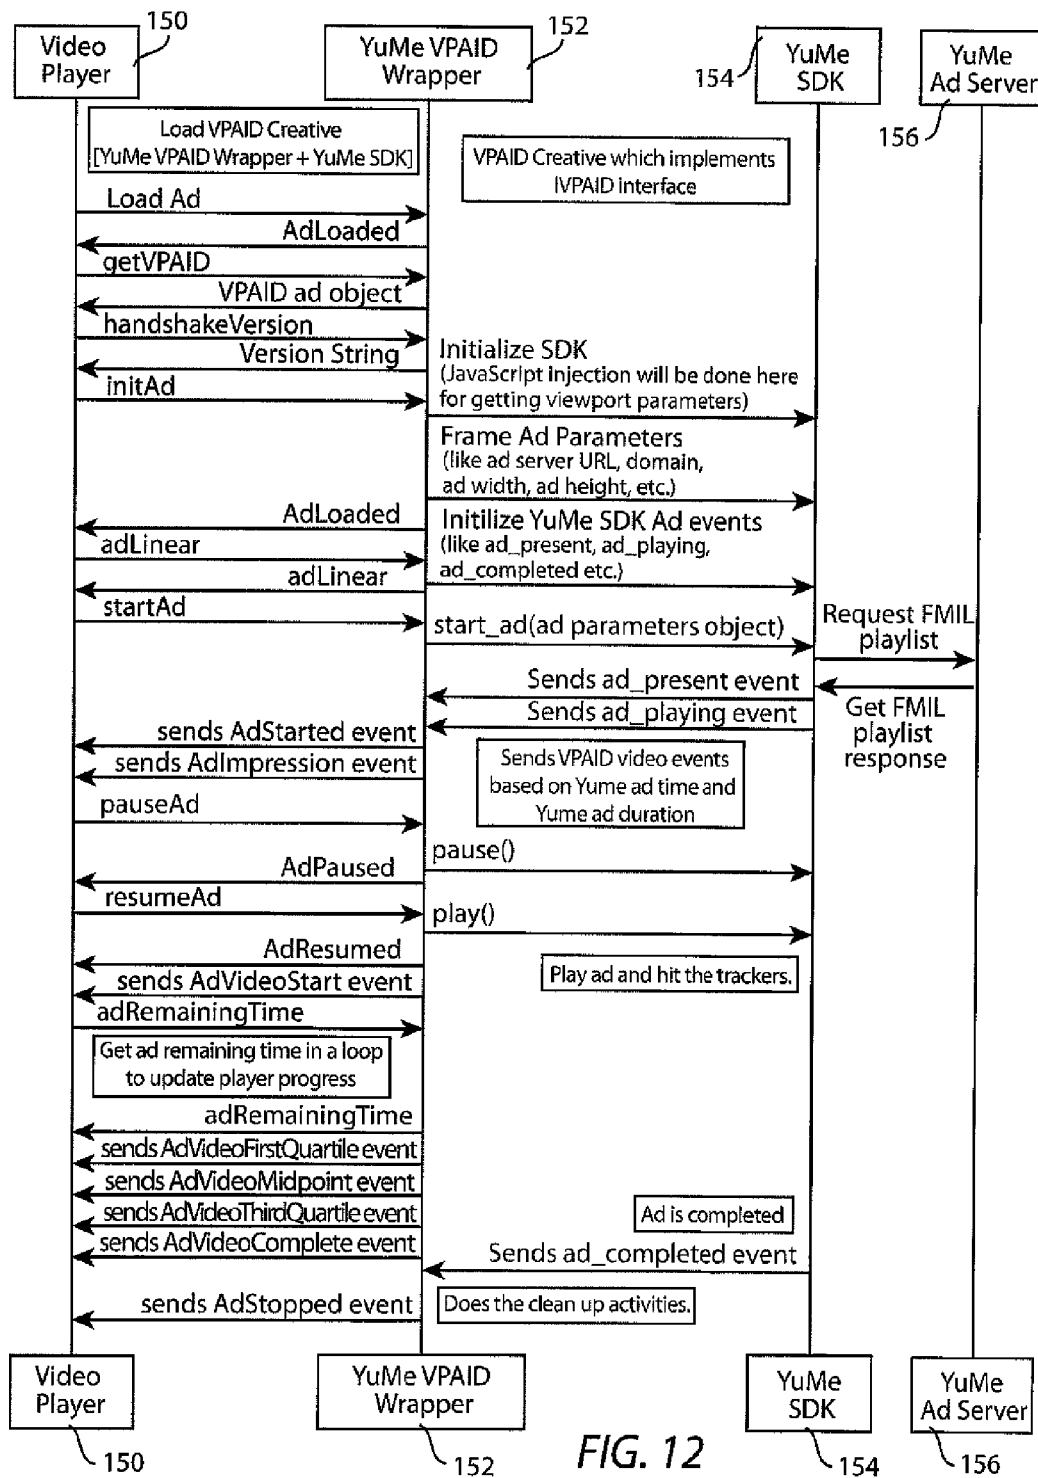 150
152
154
156
Video
Player
YuMe VPAID
Wrapper
YuMe
SDK
YuMe
Ad Server
Load VPAID Creative
[YuMe VPAID Wrapper + YuMe SDK]
VPAID Creative which implements
IVPAID interface
Load Ad
AdLoaded
getVPAID
VPAID ad object
handshakeVersion
Version String
initAd
Initialize SDK
(JavaScript injection will be done here
for getting viewport parameters)
Frame Ad Parameters
(like ad server URL, domain,
ad width, ad height, etc.)
AdLoaded
Initilize YuMe SDK Ad events
(like ad_present, ad_playing,
ad_completed etc.)
adLinear
adLinear
startAd
start_ad(ad parameters object)
Request FMIL
playlist
Sends ad_present event
Sends ad_playing event
Get FMIL
playlist
response
sends AdStarted event
sends AdImpression event
Sends VPAID video events
based on Yume ad time and
Yume ad duration
pauseAd
pause()
AdPaused
resumeAd
play()
AdResumed
Play ad and hit the trackers.
sends AdVideoStart event
adRemainingTime
Get ad remaining time in a loop
to update player progress
adRemainingTime
sends AdVideoFirstQuartile event
sends AdVideoMidpoint event
sends AdVideoThirdQuartile event
Ad is completed
sends AdVideoComplete event
Sends ad_completed event
sends AdStopped event
Does the clean up activities.
Video
Player
YuMe VPAID
Wrapper
YuMe
SDK
YuMe
Ad Server
150
152
154
156
FIG. 12